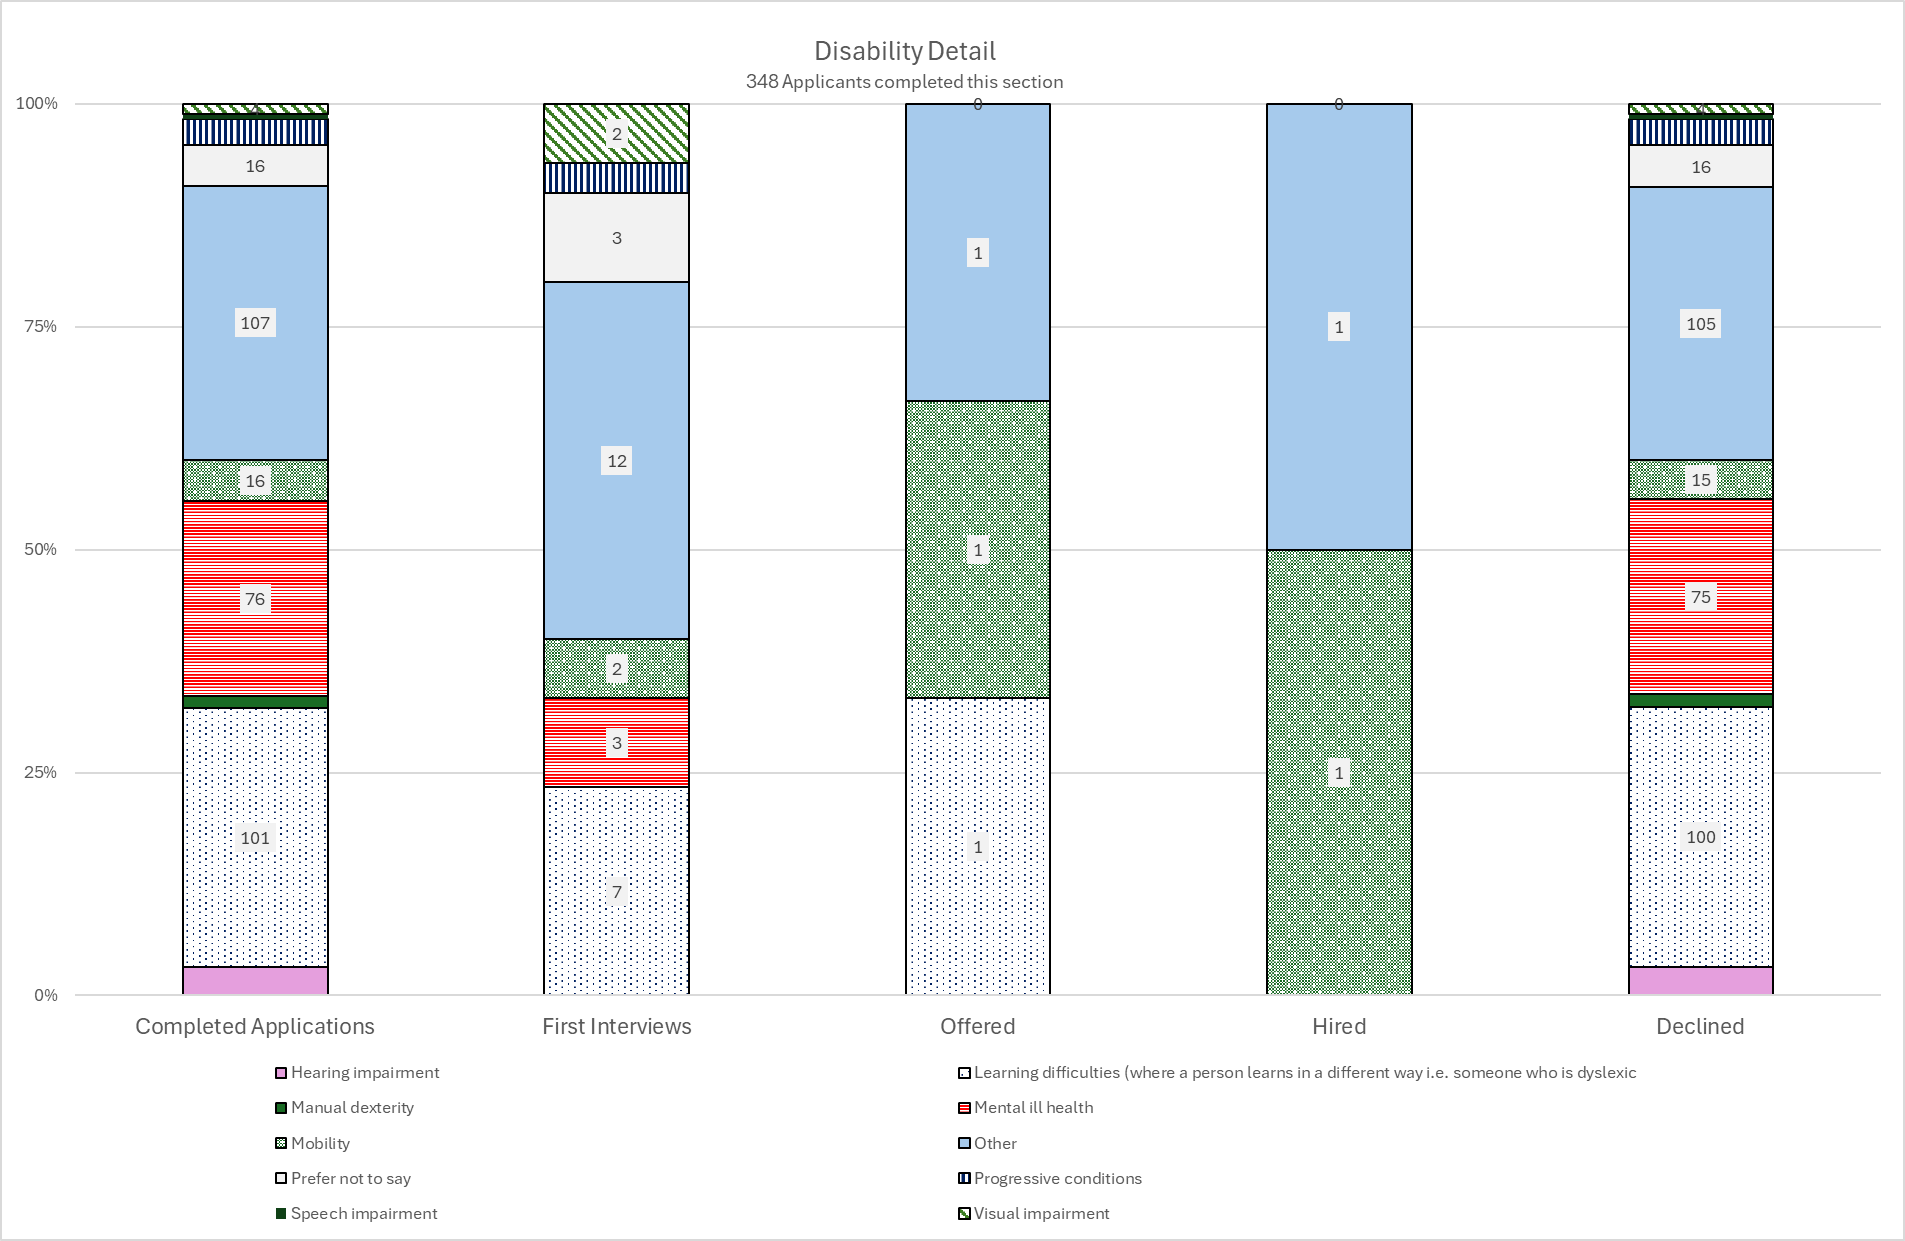 Disability Detail
348 Applicants completed this section
100%
75%
50%
25%
0%
4
16
107
16
76
101
2
3
12
2
3
7
0
1
1
1
0
1
1
4
16
105
15
75
100
Completed Applications
First Interviews
Offered
Hired
Declined
Hearing impairment
Learning difficulties (where a person learns in a different way i.e. someone who is dyslexic
Manual dexterity
Mental ill health
Mobility
Other
Prefer not to say
Progressive conditions
Speech impairment
Visual impairment